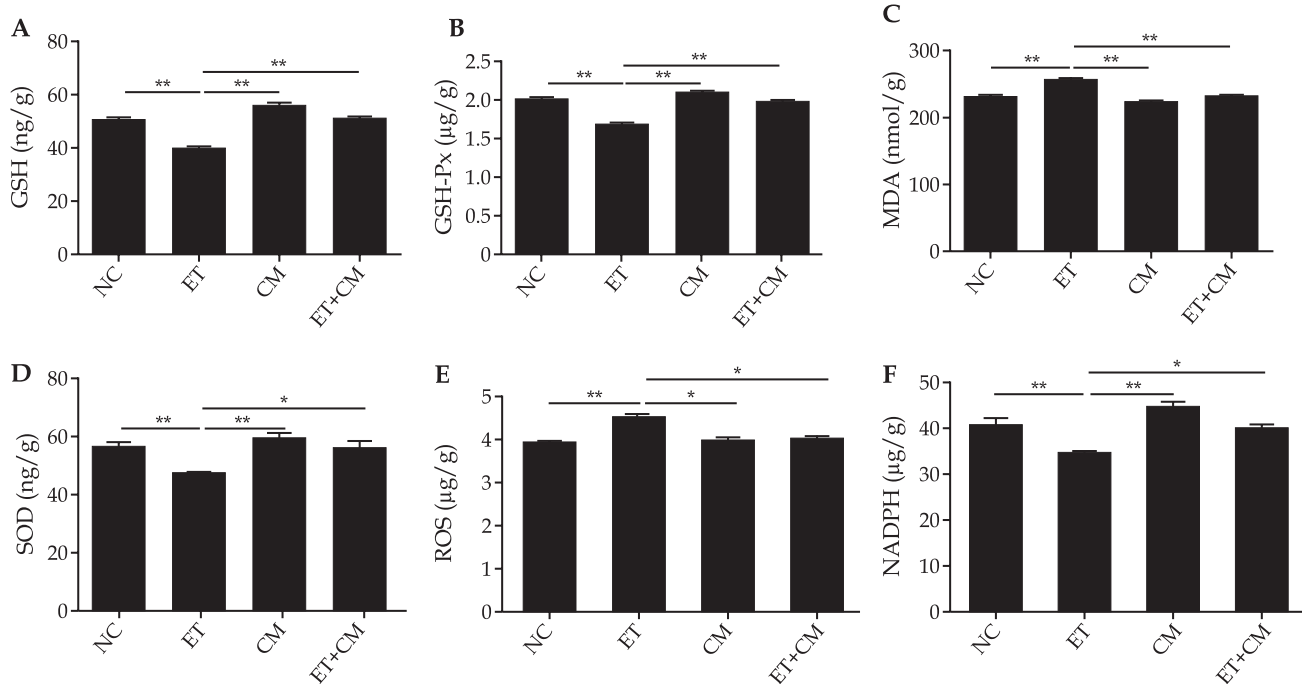 A
GSH (ng/g)
80
60
40
20
0
** ** **
NC ET CM ET+CM
B
GSH-Px (μg/g)
2.5
2.0
1.5
1.0
0.5
0
** ** **
NC ET CM ET+CM
C
MDA (nmol/g)
300
200
100
0
** ** **
NC ET CM ET+CM
D
SOD (ng/g)
80
60
40
20
0
** ** *
NC ET CM ET+CM
E
ROS (μg/g)
5
4
3
2
1
0
** * *
NC ET CM ET+CM
F
NADPH (μg/g)
50
40
30
20
10
0
** ** *
NC ET CM ET+CM